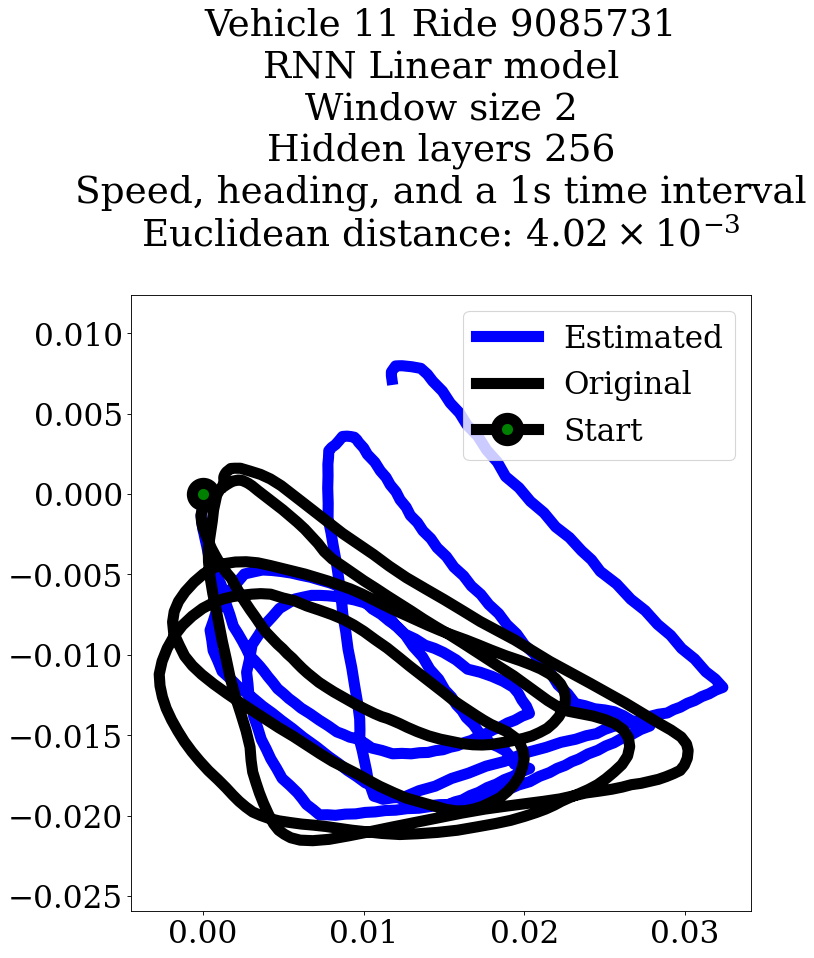 Vehicle 11 Ride 9085731
RNN Linear model
Window size 2
Hidden layers 256
Speed, heading, and a 1s time interval
Euclidean distance: 4.02 × 10⁻³
Estimated
Original
Start
0.010
0.005
0.000
−0.005
−0.010
−0.015
−0.020
−0.025
0.00 0.01 0.02 0.03